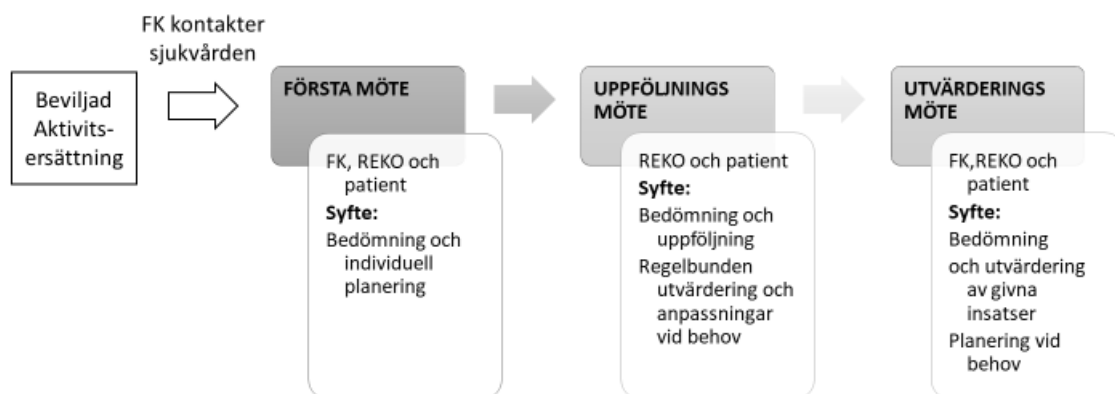 FK kontakter
sjukvården
Beviljad
Aktivits-
ersättning
FÖRSTA MÖTE
FK, REKO och
patient
Syfte:
Bedömning och
individuell
planering
UPPFÖLJNINGS
MÖTE
REKO och patient
Syfte:
Bedömning och
uppföljning
Regelbunden
utvärdering och
anpassningar
vid behov
UTVÄRDERINGS
MÖTE
FK,REKO och
patient
Syfte:
Bedömning
och utvärdering
av givna
insatser
Planering vid
behov